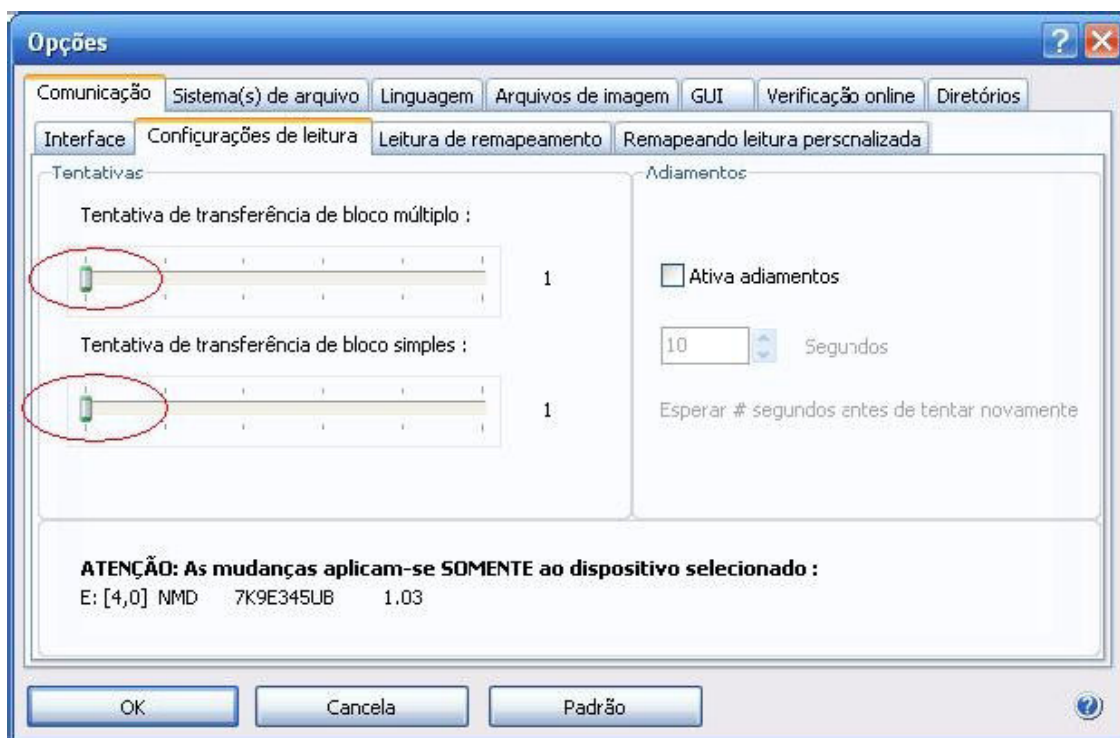 Opções
Comunicação Sistema(s) de arquivo Linguagem Arquivos de imagem GUI Verificação online Diretórios
Interface Configurações de leitura Leitura de remapeamento Remapeando leitura personalizada
Tentativas
Tentativa de transferência de bloco múltiplo :
1
Tentativa de transferência de bloco simples :
1
Adiamentos
Ativa adiamentos
10 Segundos
Esperar # segundos antes de tentar novamente
ATENÇÃO: As mudanças aplicam-se SOMENTE ao dispositivo selecionado :
E: [4,0] NMD 7K9E345UB 1.03
OK Cancela Padrão